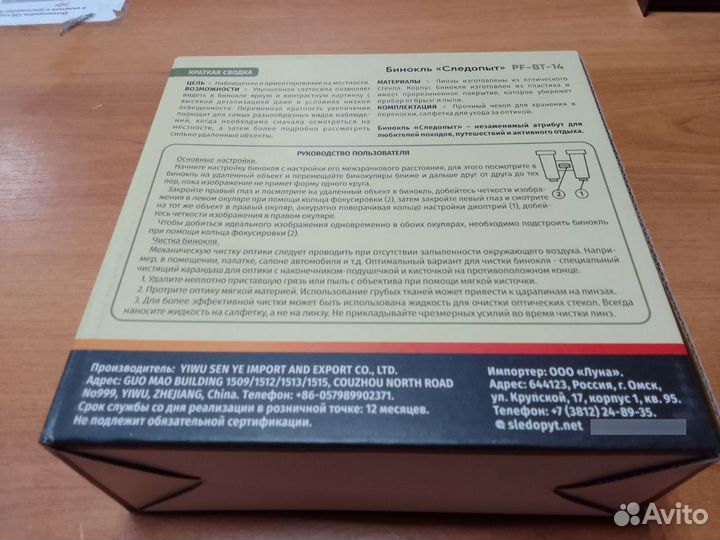 КРАТКАЯ СВОДКА
ЦЕЛЬ - Наблюдение и ориентирование на местности.
ВОЗМОЖНОСТИ - Улучшенная светосила позволяет
видеть в бинокле яркую и контрастную картинку с
высокой детализацией даже в условиях низкой
освещенности. Переменная кратность увеличения
подходит для самых разнообразных видов наблюде-
ний, когда необходимо сначала осмотреться на
местности, а затем более подробно рассмотреть
сильно удаленные объекты.
Бинокль «Следопыт» PF-BT-14
МАТЕРИАЛЫ - Линзы изготовлены из оптического
стекла. Корпус бинокля изготовлен из пластика и
имеет прорезиненное покрытие, которое убережет
прибор от брызг и пыли.
КОМПЛЕКТАЦИЯ - Прочный чехол для хранения и
переноски, салфетка для ухода за оптикой.
Бинокль «Следопыт» - незаменимый атрибут для
любителей походов, путешествий и активного отдыха.
РУКОВОДСТВО ПОЛЬЗОВАТЕЛЯ
Основные настройки.
Начните настройку бинокля с настройки его межзрачкового расстояния, для этого посмотрите в
бинокль на удаленный объект и перемещайте бинокуляры ближе и дальше друг от друга до тех
пор, пока изображение не примет форму одного круга.
Закройте правый глаз и посмотрите на удаленный объект в бинокль, добейтесь четкости изобра-
жения в левом окуляре при помощи кольца фокусировки (2), затем закройте левый глаз и смотрите
на тот же объект в правый окуляр, аккуратно поворачивая кольцо настройки диоптрий (1), добей-
тесь четкости изображения в правом окуляре.
Чтобы добиться идеального изображения одновременно в обоих окулярах, необходимо подстроить бинокль
при помощи кольца фокусировки (2).
2 1
Чистка бинокля.
Механическую чистку оптики следует проводить при отсутствии запыленности окружающего воздуха. Напри-
мер, в помещении, палатке, салоне автомобиля и т.д. Оптимальный вариант для чистки бинокля - специальный
чистящий карандаш для оптики с наконечником-подушечкой и кисточкой на противоположном конце.
1. Удалите неплотно приставшую грязь или пыль с объектива при помощи мягкой кисточки.
2. Протрите оптику мягкой материей. Использование грубых тканей может привести к царапинам на линзах.
3. Для более эффективной чистки может быть использована жидкость для очистки оптических стекол. Всегда
наносите жидкость на салфетку, а не на линзу. Не прикладывайте чрезмерных усилий во время чистки линз.
Производитель: YIWU SEN YE IMPORT AND EXPORT CO., LTD.
Адрес: GUO MAO BUILDING 1509/1512/1513/1515, COUZHOU NORTH ROAD
No999, YIWU, ZHEJIANG, China. Телефон: +86-057989902371.
Срок службы со дня реализации в розничной точке: 12 месяцев.
Не подлежит обязательной сертификации.
Импортер: ООО «Луна».
Адрес: 644123, Россия, г. Омск,
ул. Крупской, 17, корпус 1, кв. 95.
Телефон: +7 (3812) 24-89-35.
sledopyt.net
Avito